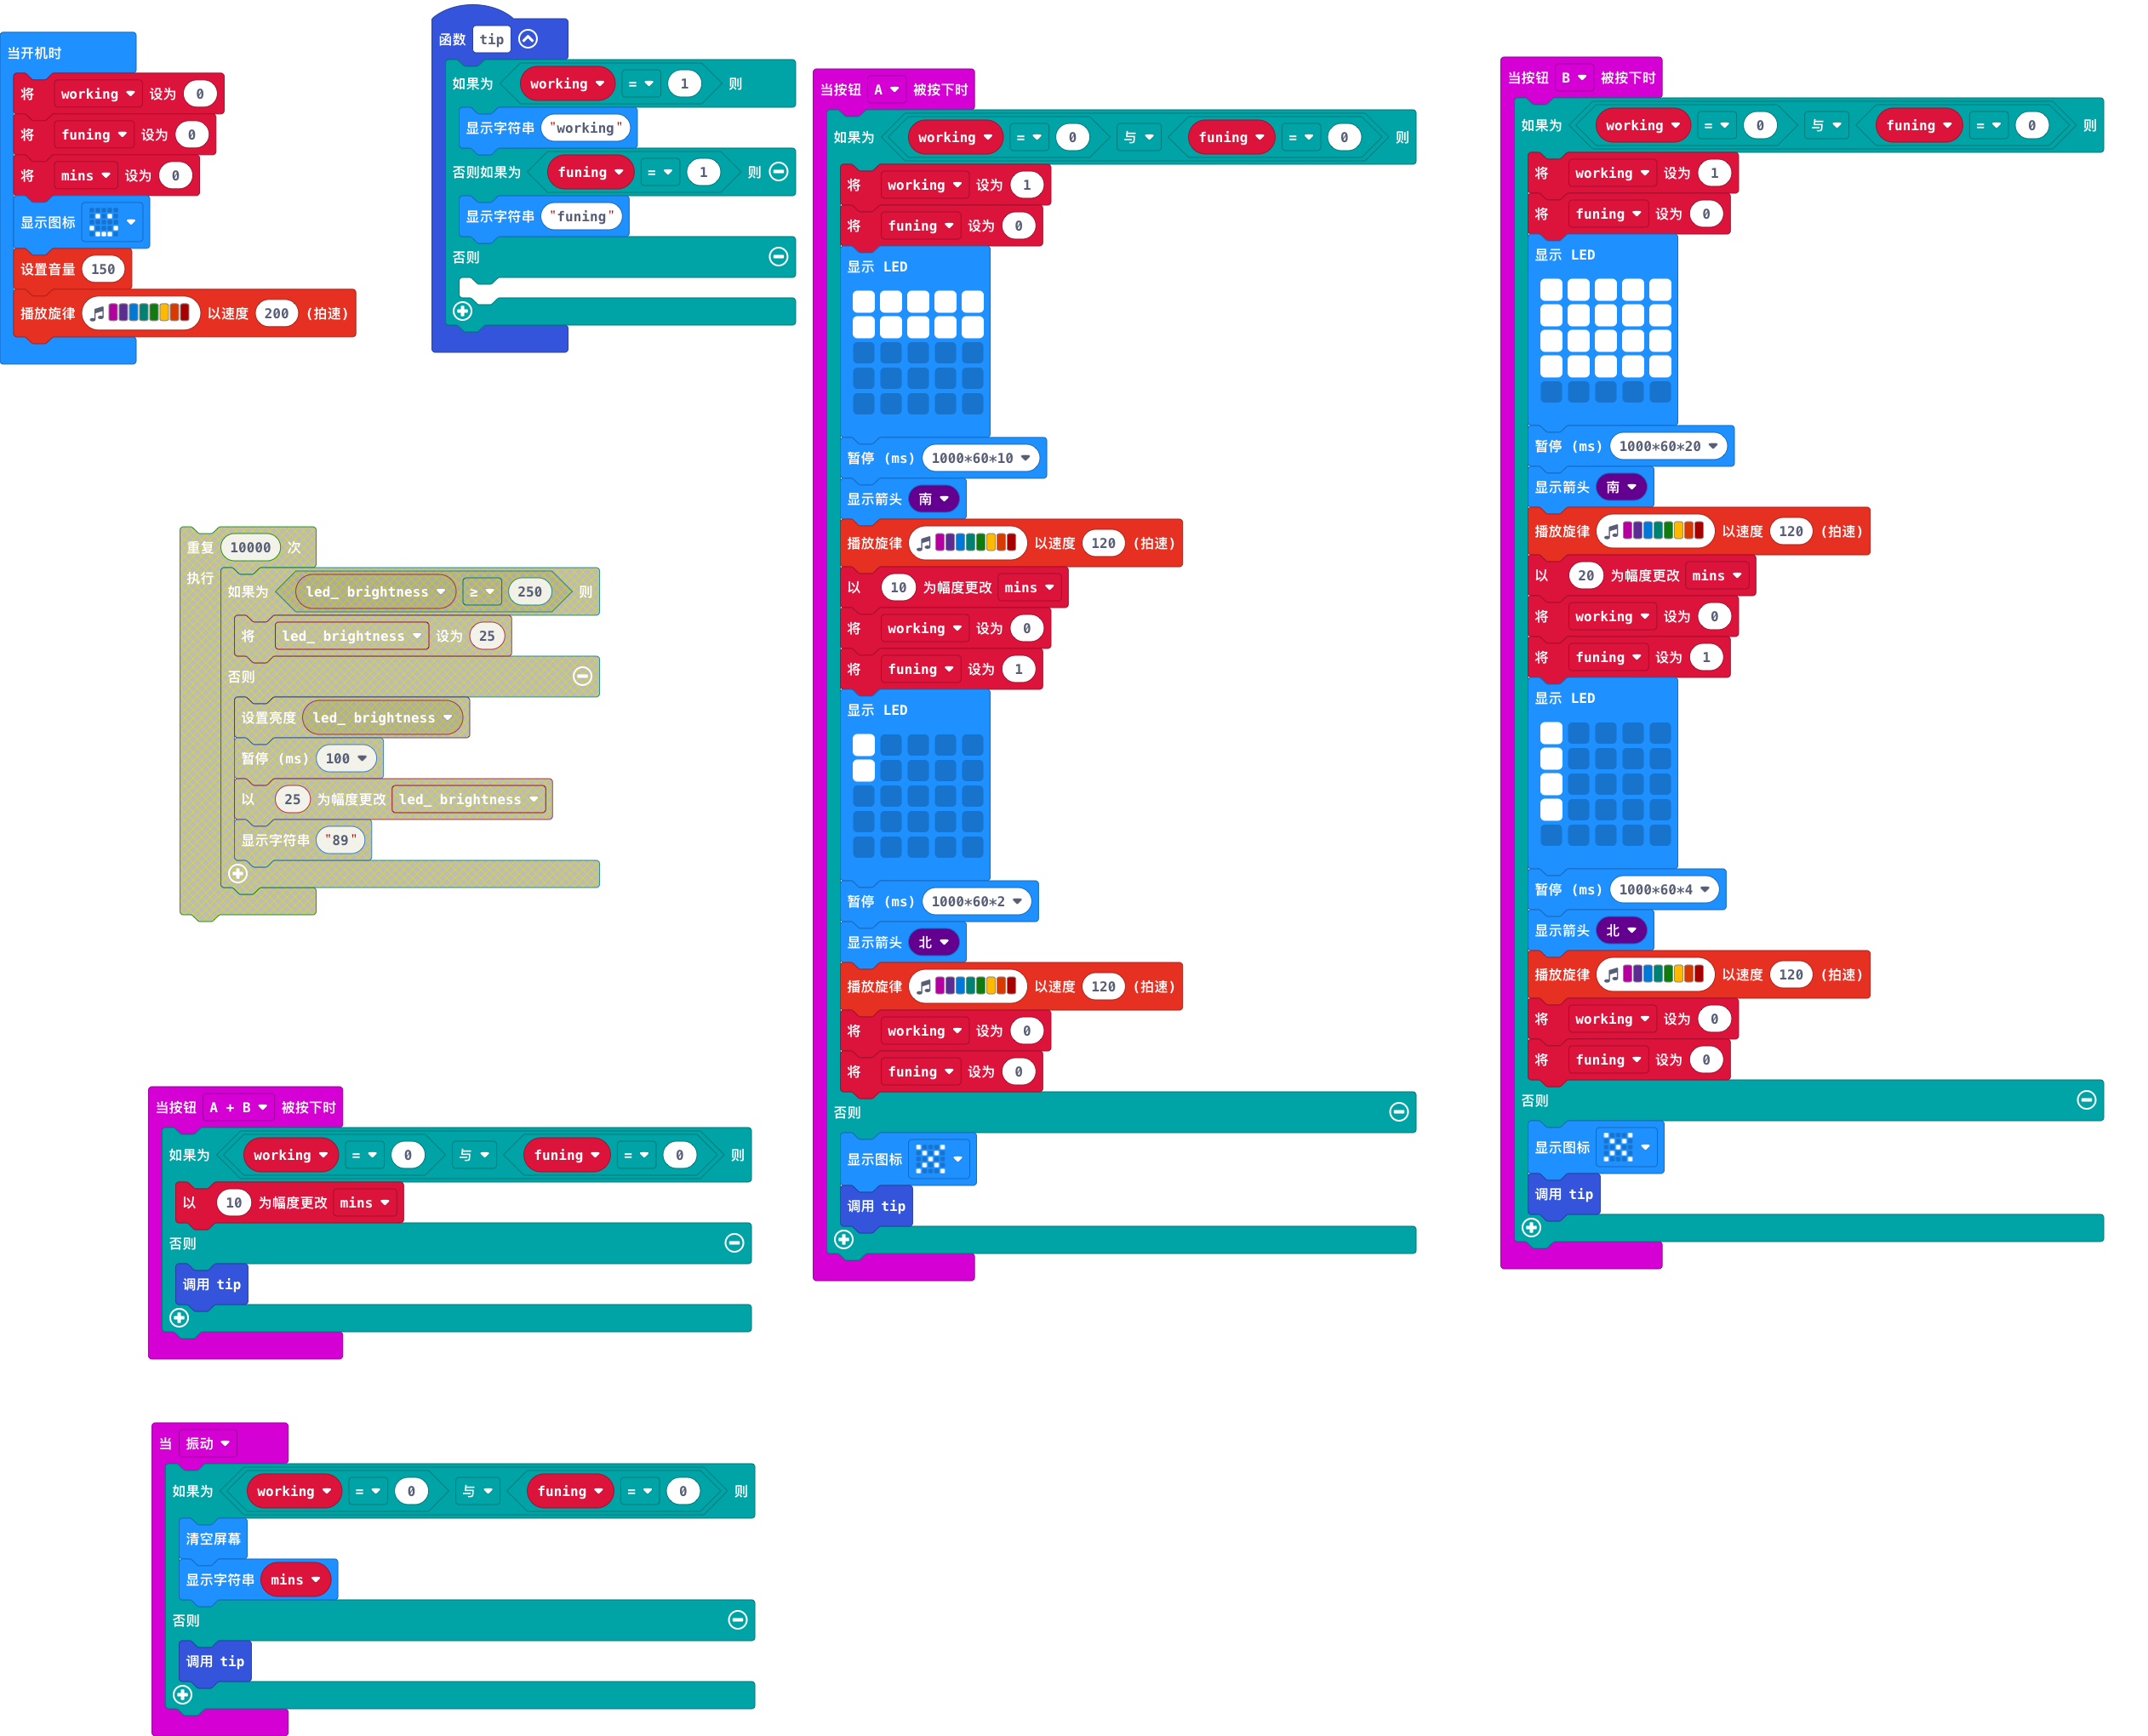 当开机时
将 working 设为 0
将 funing 设为 0
将 mins 设为 0
显示图标
设置音量 150
播放旋律 以速度 200 (拍速)
函数 tip
如果为 working = 1 则
显示字符串 "working"
否则如果为 funing = 1 则
显示字符串 "funing"
否则
重复 10000 次
执行 如果为 led_ brightness ≥ 250 则
将 led_ brightness 设为 25
否则
设置亮度 led_ brightness
暂停 (ms) 100
以 25 为幅度更改 led_ brightness
显示字符串 "89"
当按钮 A + B 被按下时
如果为 working = 0 与 funing = 0 则
以 10 为幅度更改 mins
否则
调用 tip
当 振动
如果为 working = 0 与 funing = 0 则
清空屏幕
显示字符串 mins
否则
调用 tip
当按钮 A 被按下时
如果为 working = 0 与 funing = 0 则
将 working 设为 1
将 funing 设为 0
显示 LED
暂停 (ms) 1000*60*10
显示箭头 南
播放旋律 以速度 120 (拍速)
以 10 为幅度更改 mins
将 working 设为 0
将 funing 设为 1
显示 LED
暂停 (ms) 1000*60*2
显示箭头 北
播放旋律 以速度 120 (拍速)
将 working 设为 0
将 funing 设为 0
否则
显示图标
调用 tip
当按钮 B 被按下时
如果为 working = 0 与 funing = 0 则
将 working 设为 1
将 funing 设为 0
显示 LED
暂停 (ms) 1000*60*20
显示箭头 南
播放旋律 以速度 120 (拍速)
以 20 为幅度更改 mins
将 working 设为 0
将 funing 设为 1
显示 LED
暂停 (ms) 1000*60*4
显示箭头 北
播放旋律 以速度 120 (拍速)
将 working 设为 0
将 funing 设为 0
否则
显示图标
调用 tip